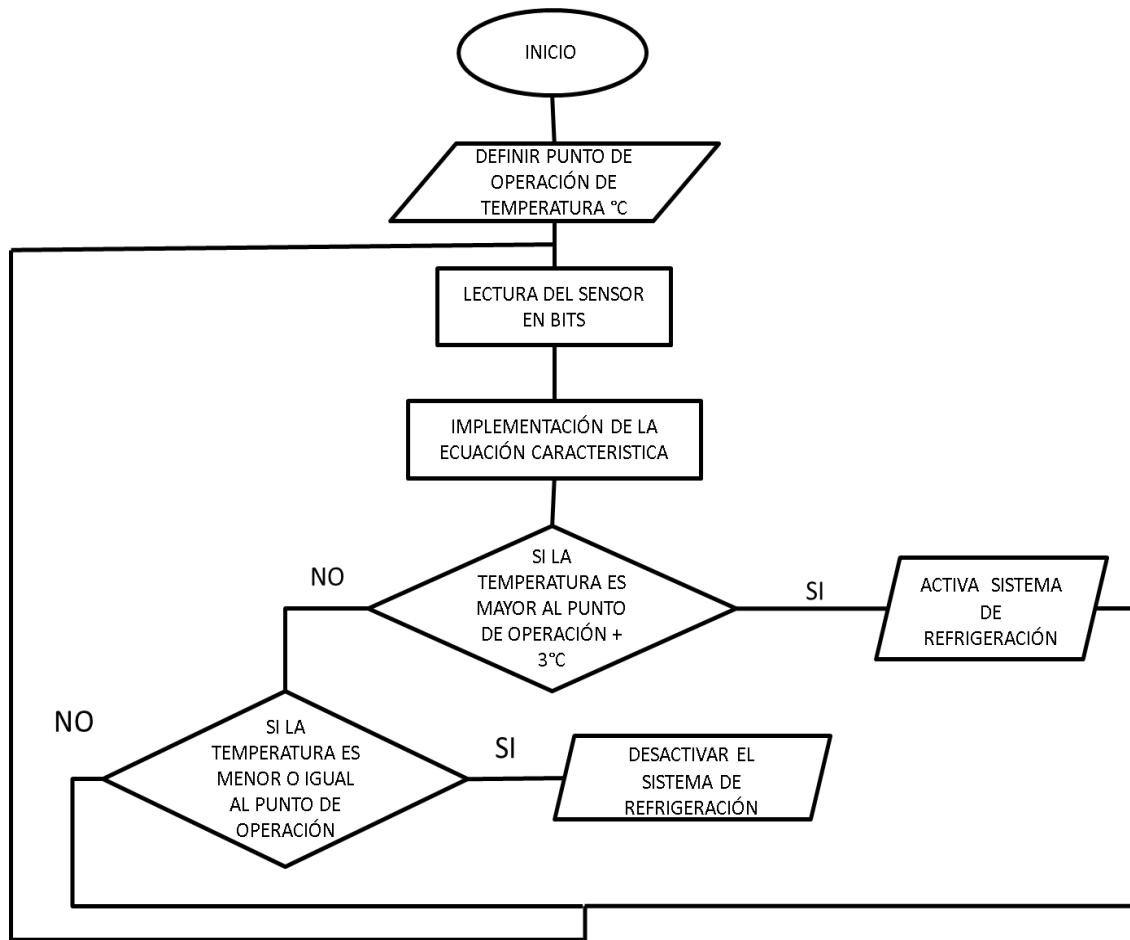 INICIO
DEFINIR PUNTO DE
OPERACIÓN DE
TEMPERATURA °C
LECTURA DEL SENSOR
EN BITS
IMPLEMENTACIÓN DE LA
ECUACIÓN CARACTERISTICA
SI LA
TEMPERATURA ES
MAYOR AL PUNTO
DE OPERACIÓN +
3°C
NO
SI
ACTIVA SISTEMA
DE
REFRIGERACIÓN
NO
SI LA
TEMPERATURA ES
MENOR O IGUAL
AL PUNTO DE
OPERACIÓN
SI
DESACTIVAR EL
SISTEMA DE
REFRIGERACIÓN